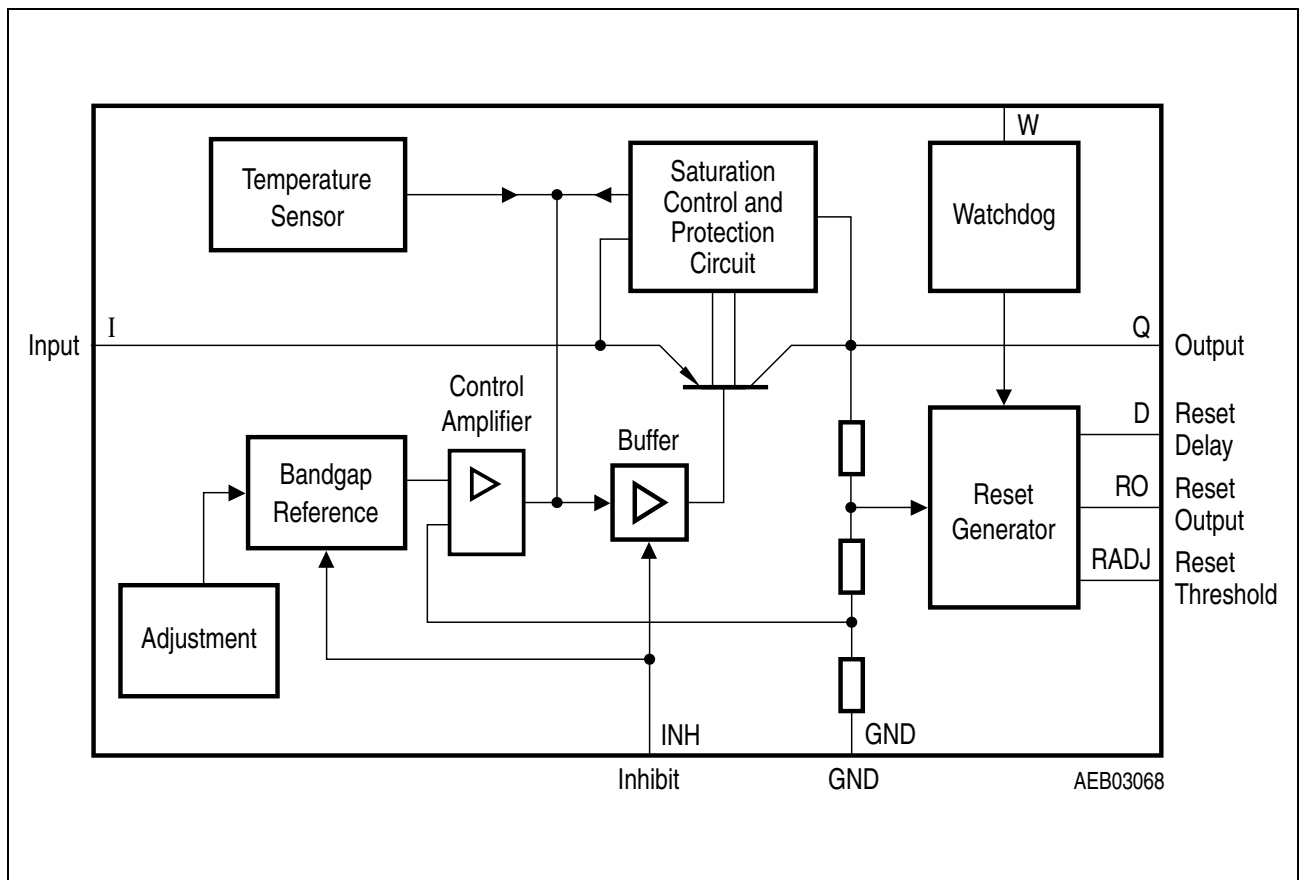 W
Temperature
Sensor
Saturation
Control and
Protection
Circuit
Watchdog
Input
I
Q
Output
Control
Amplifier
Buffer
Bandgap
Reference
Reset
Generator
D
Reset
Delay
RO
Reset
Output
RADJ
Reset
Threshold
Adjustment
INH
GND
Inhibit
GND
AEB03068